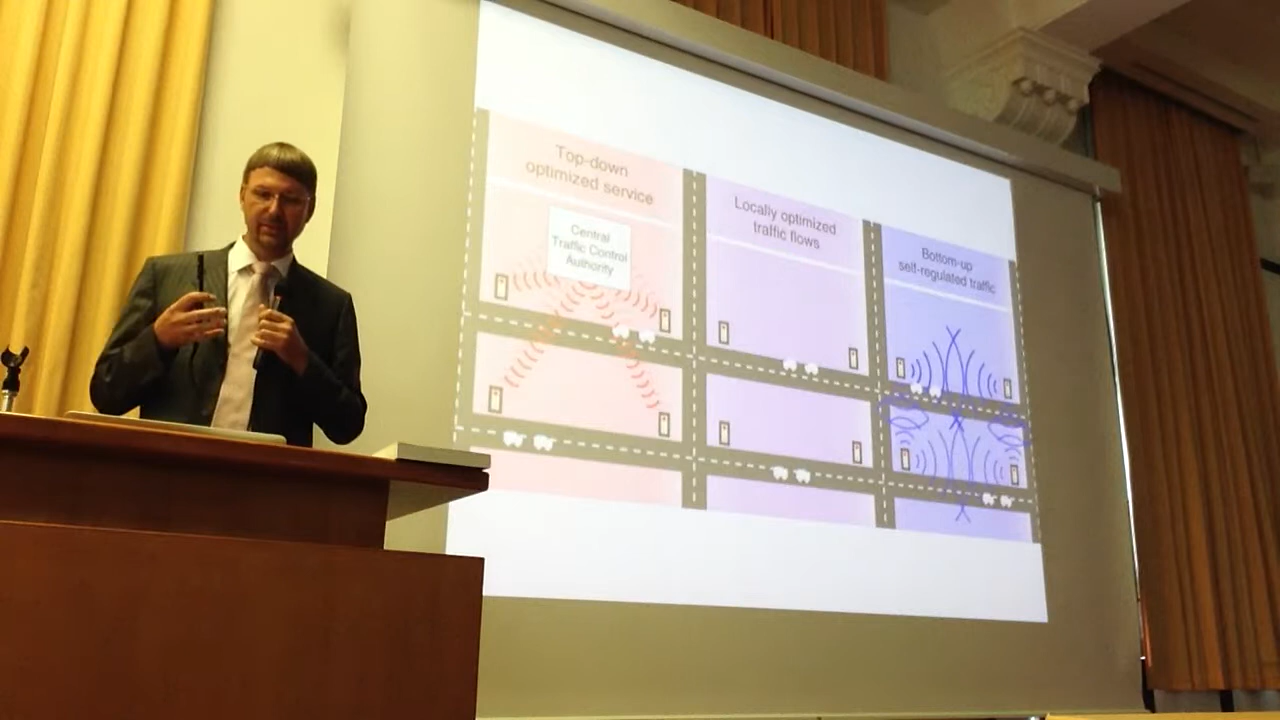 Top-down
optimized service
Central
Traffic Control
Authority
Locally optimized
traffic flows
Bottom-up
self-regulated traffic